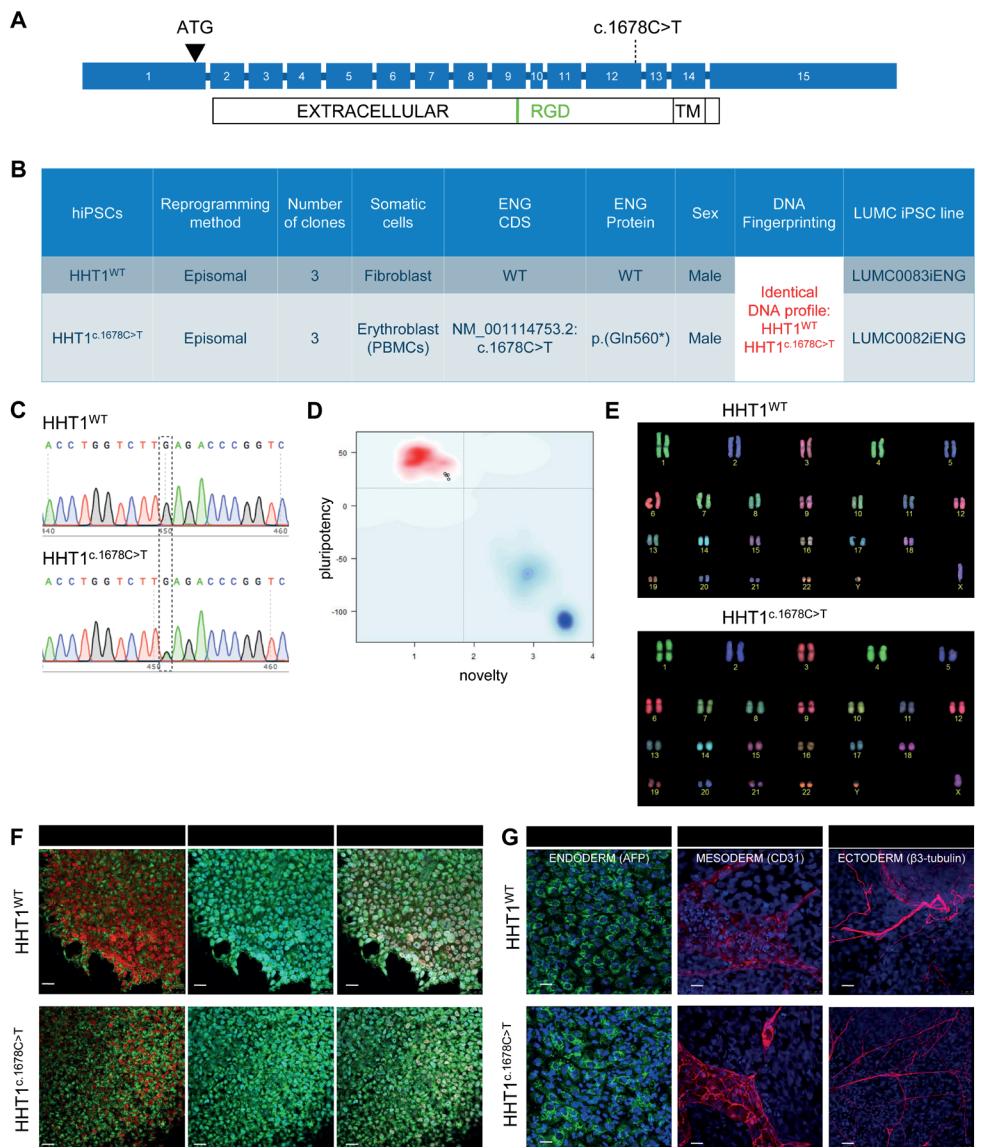 A
ATG
c.1678C>T
1 2 3 4 5 6 7 8 9 10 11 12 13 14 15
EXTRACELLULAR RGD TM
B
hiPSCs
Reprogramming
method
Number
of clones
Somatic
cells
ENG
CDS
ENG
Protein
Sex
DNA
Fingerprinting
LUMC iPSC line
HHT1WT
Episomal
3
Fibroblast
WT
WT
Male
LUMC0083iENG
HHT1c.1678C>T
Episomal
3
Erythroblast
(PBMCs)
NM_001114753.2:
c.1678C>T
p.(Gln560*)
Male
Identical
DNA profile:
HHT1WT
HHT1c.1678C>T
LUMC0082iENG
C
HHT1WT
A C C T G G T C T T G A G A C C C G G T C
440 450 460
HHT1c.1678C>T
A C C T G G T C T T G A G A C C C G G T C
450 460
D
pluripotency
50
0
-50
-100
1 2 3 4
novelty
E
HHT1WT
1 2 3 4 5
6 7 8 9 10 11 12
13 14 15 16 17 18
19 20 21 22 Y X
HHT1c.1678C>T
1 2 3 4 5
6 7 8 9 10 11 12
13 14 15 16 17 18
19 20 21 22 Y X
F
HHT1WT
HHT1c.1678C>T
G
ENDODERM (AFP)
MESODERM (CD31)
ECTODERM (β3-tubulin)
HHT1WT
HHT1c.1678C>T